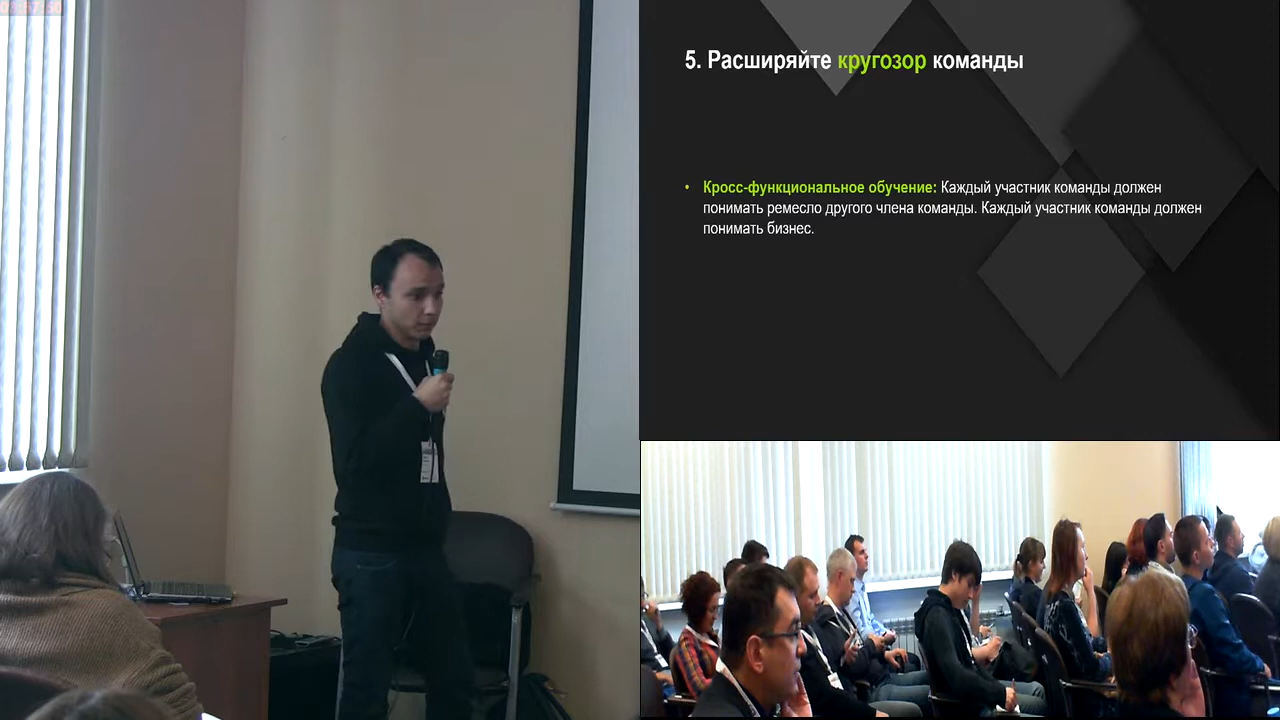 5. Расширяйте кругозор команды
• Кросс-функциональное обучение: Каждый участник команды должен
понимать ремесло другого члена команды. Каждый участник команды должен
понимать бизнес.